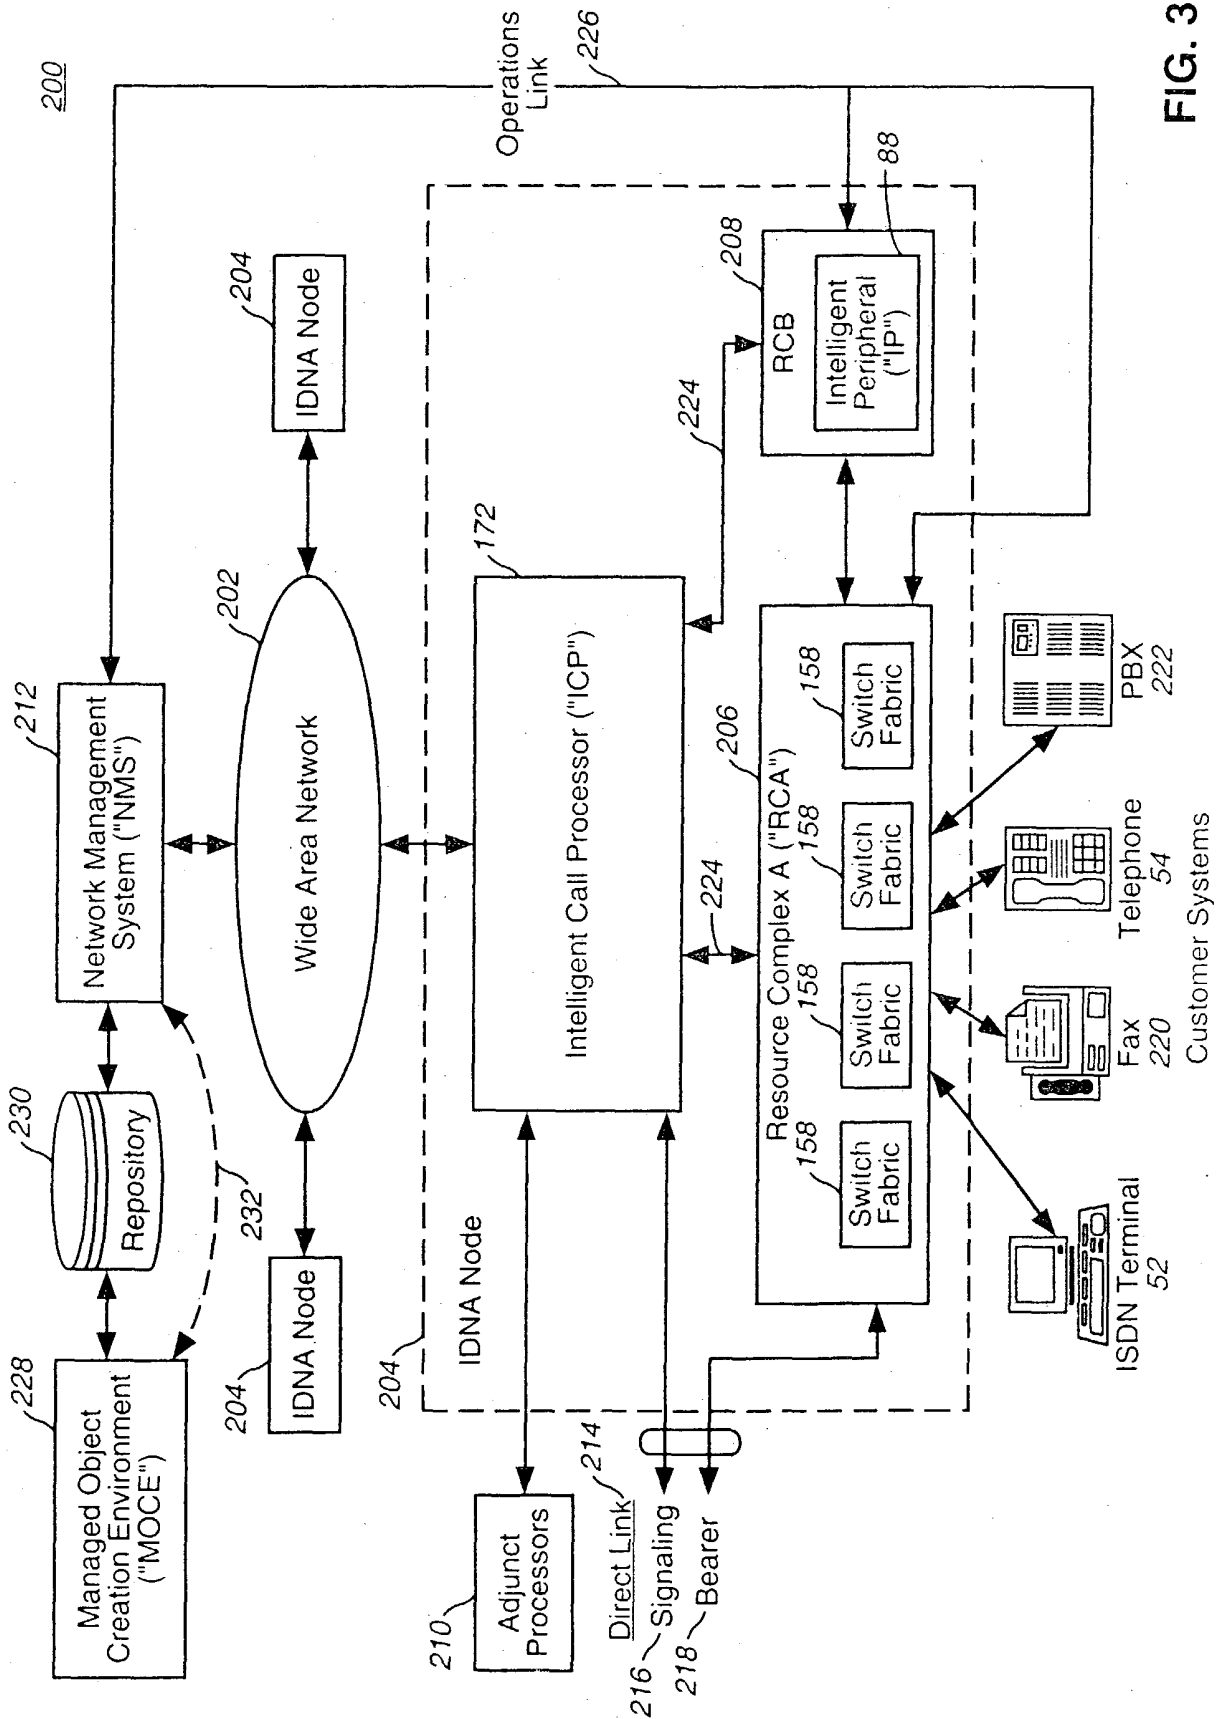 200
228
Managed Object
Creation Environment
("MOCE")
230
Repository
232
212
Network Management
System ("NMS")
Operations
Link
226
204
IDNA Node
202
Wide Area Network
204
IDNA Node
204
IDNA Node
210
Adjunct
Processors
172
Intelligent Call Processor ("ICP")
Direct Link
214
216
Signaling
218
Bearer
224
224
206
Resource Complex A ("RCA")
158
Switch
Fabric
158
Switch
Fabric
158
Switch
Fabric
158
Switch
Fabric
208
RCB
Intelligent
Peripheral
("IP")
88
ISDN Terminal
52
Fax
220
Telephone
54
PBX
222
Customer Systems
FIG. 3